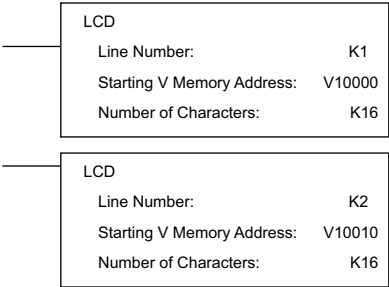 LCD
Line Number: K1
Starting V Memory Address: V10000
Number of Characters: K16
LCD
Line Number: K2
Starting V Memory Address: V10010
Number of Characters: K16